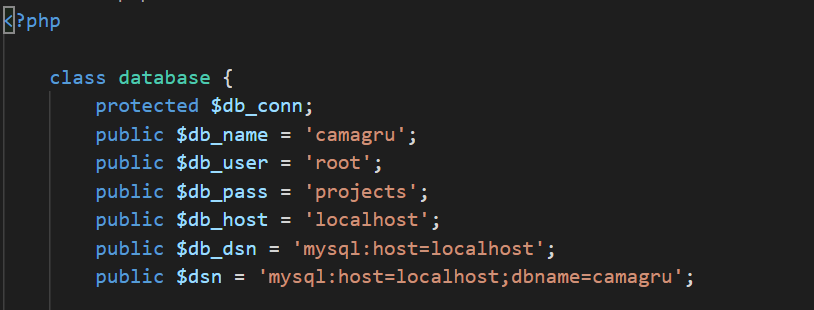 <?php
class database {
protected $db_conn;
public $db_name = 'camagru';
public $db_user = 'root';
public $db_pass = 'projects';
public $db_host = 'localhost';
public $db_dsn = 'mysql:host=localhost';
public $dsn = 'mysql:host=localhost;dbname=camagru';